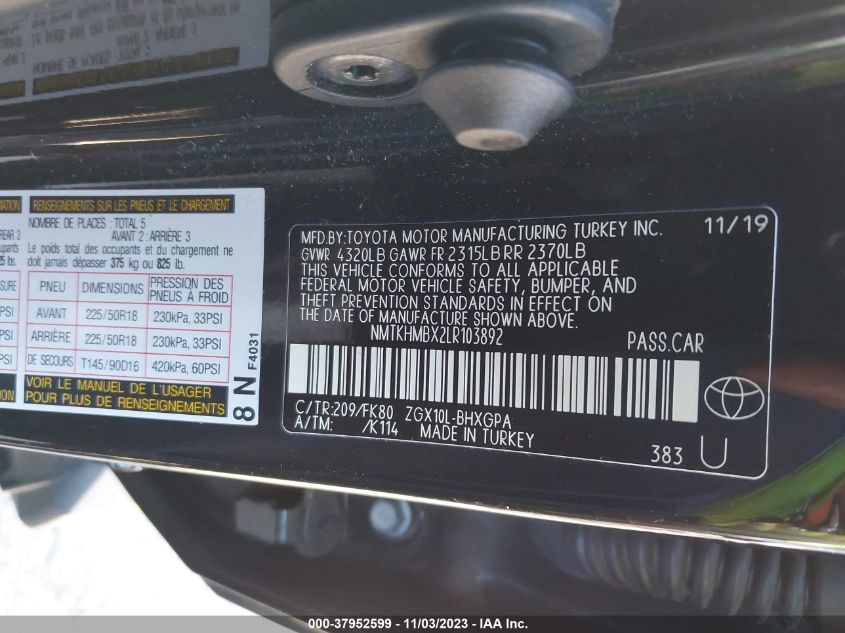 MATION
REAR 3
RENSEIGNEMENTS SUR LES PNEUS ET LE CHARGEMENT
NOMBRE DE PLACES : TOTAL 5
AVANT 2 : ARRIÈRE 3
Le poids total des occupants et du chargement ne
doit jamais dépasser 375 kg ou 825 lb.
PNEU DIMENSIONS PRESSION DES PNEUS À FROID
AVANT 225/50R18 230kPa, 33PSI
ARRIÈRE 225/50R18 230kPa, 33PSI
DE SECOURS T145/90D16 420kPa, 60PSI
VOIR LE MANUEL DE L'USAGER
POUR PLUS DE RENSEIGNEMENTS
8 N F4031
MFD.BY:TOYOTA MOTOR MANUFACTURING TURKEY INC. 11/19
GVWR 4320LB GAWR FR 2315LB RR 2370LB
THIS VEHICLE CONFORMS TO ALL APPLICABLE
FEDERAL MOTOR VEHICLE SAFETY, BUMPER, AND
THEFT PREVENTION STANDARDS IN EFFECT ON
THE DATE OF MANUFACTURE SHOWN ABOVE.
NMTKHMBX2LR103892 PASS.CAR
C/TR:209/FK80 ZGX10L-BHXGPA
A/TM: /K114 MADE IN TURKEY
383 U
000-37952599 - 11/03/2023 - IAA Inc.